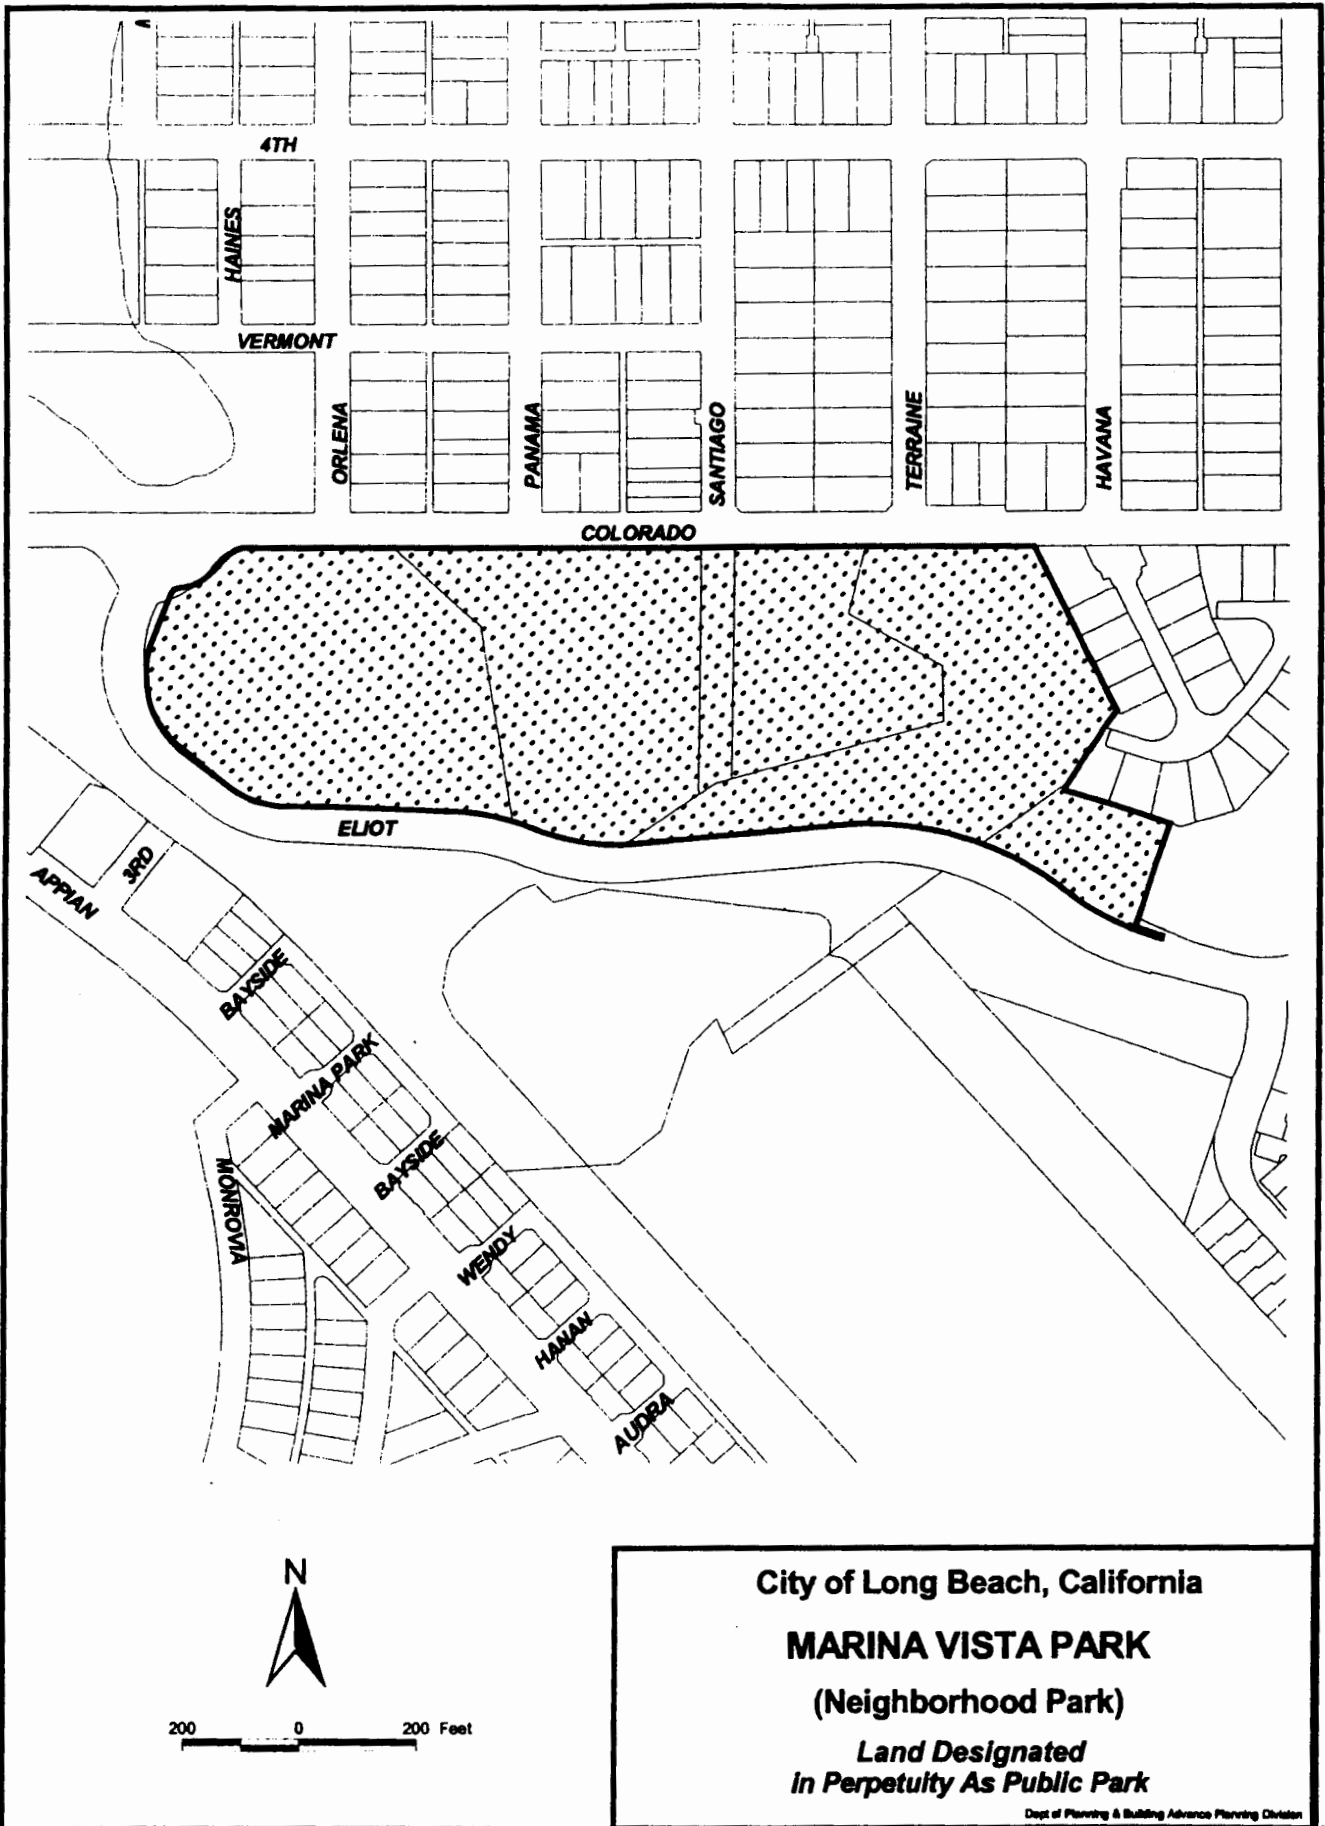 4TH
HAINES
VERMONT
ORLENA
PANAMA
SANTIAGO
TERRAINE
HAVANA
COLORADO
ELIOT
3RD
APPIAN
BAYSIDE
MARINA PARK
BAYSIDE
MONROVIA
WENDY
HANAN
AUDRA
N
200 0 200 Feet
City of Long Beach, California
MARINA VISTA PARK
(Neighborhood Park)
Land Designated
in Perpetuity As Public Park
Dept of Planning & Building Advance Planning Division